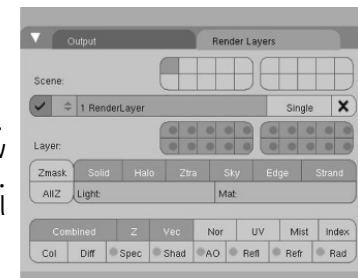 Output Render Layers
Scene:
1 RenderLayer Single X
Layer:
Zmask Solid Halo Ztra Sky Edge Strand
AllZ Light: Mat:
Combined Z Vec Nor UV Mist Index
Col Diff Spec Shad AO Refl Refr Rad